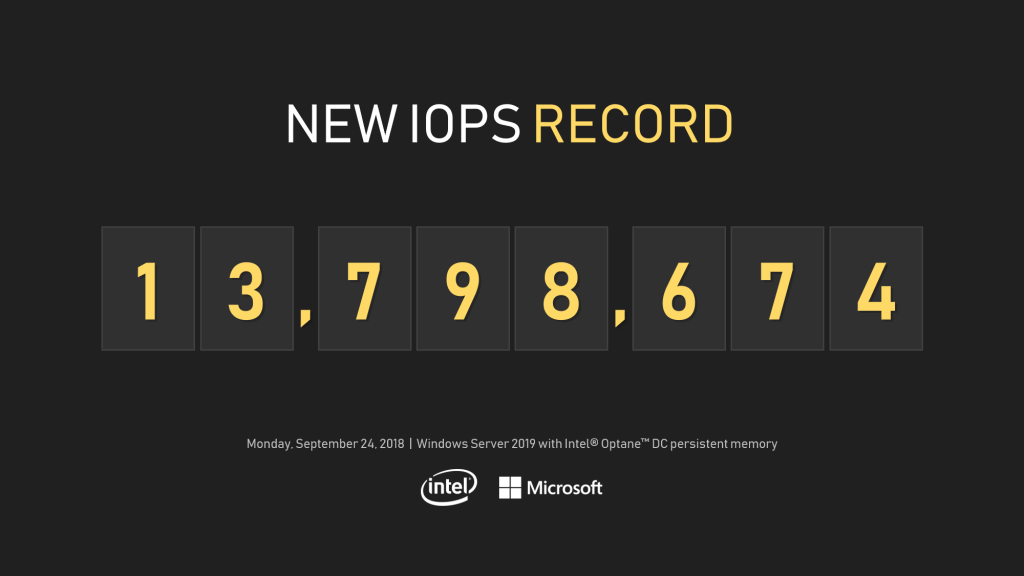 NEW IOPS RECORD
13,798,674
Monday, September 24, 2018 | Windows Server 2019 with Intel® Optane™ DC persistent memory
intel Microsoft